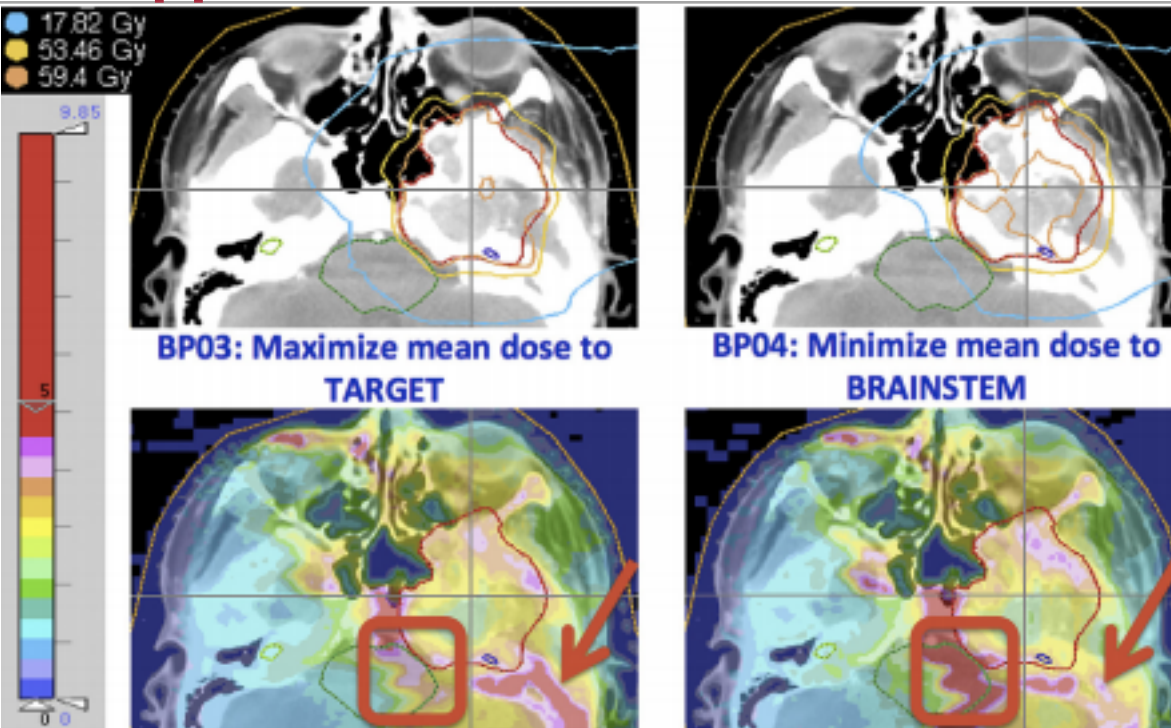 17.82 Gy
53.46 Gy
59.4 Gy
9.85
5
BP03: Maximize mean dose to
TARGET
BP04: Minimize mean dose to
BRAINSTEM
0 0